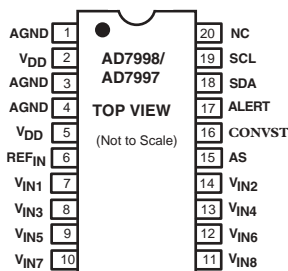 AGND 1
VDD 2
AGND 3
AGND 4
VDD 5
REFIN 6
VIN1 7
VIN3 8
VIN5 9
VIN7 10
AD7998/
AD7997
TOP VIEW
(Not to Scale)
20 NC
19 SCL
18 SDA
17 ALERT
16 CONVST
15 AS
14 VIN2
13 VIN4
12 VIN6
11 VIN8